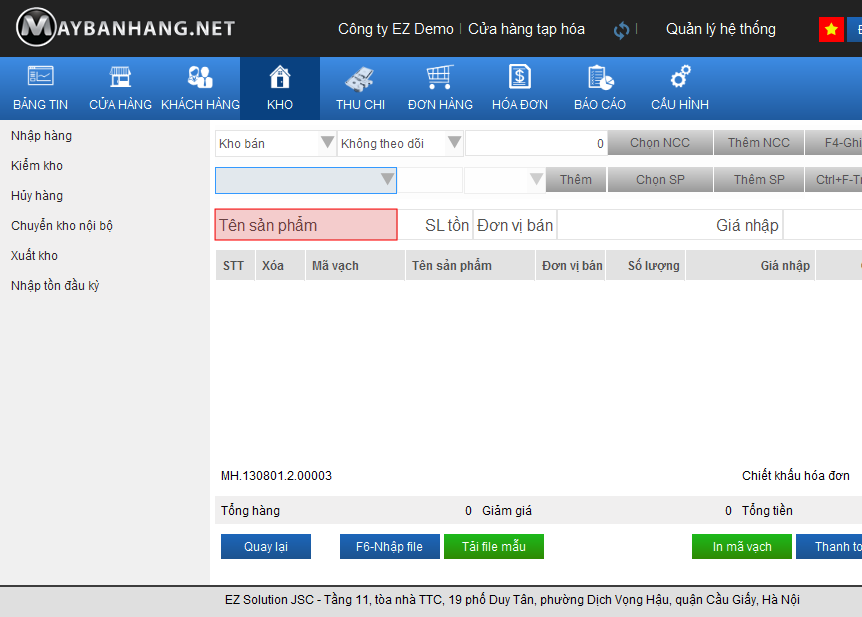 MAYBANHANG.NET
Công ty EZ Demo | Cửa hàng tạp hóa | Quản lý hệ thống
BẢNG TIN CỬA HÀNG KHÁCH HÀNG KHO THU CHI ĐƠN HÀNG HÓA ĐƠN BÁO CÁO CẤU HÌNH
Nhập hàng
Kiểm kho
Hủy hàng
Chuyển kho nội bộ
Xuất kho
Nhập tồn đầu kỳ
Kho bán Không theo dõi 0 Chọn NCC Thêm NCC F4-Ghi
Thêm Chọn SP Thêm SP Ctrl+F-T
Tên sản phẩm SL tồn Đơn vị bán Giá nhập
STT Xóa Mã vạch Tên sản phẩm Đơn vị bán Số lượng Giá nhập
MH.130801.2.00003 Chiết khấu hóa đơn
Tổng hàng 0 Giảm giá 0 Tổng tiền
Quay lại F6-Nhập file Tải file mẫu In mã vạch Thanh to
EZ Solution JSC - Tầng 11, tòa nhà TTC, 19 phố Duy Tân, phường Dịch Vọng Hậu, quận Cầu Giấy, Hà Nội